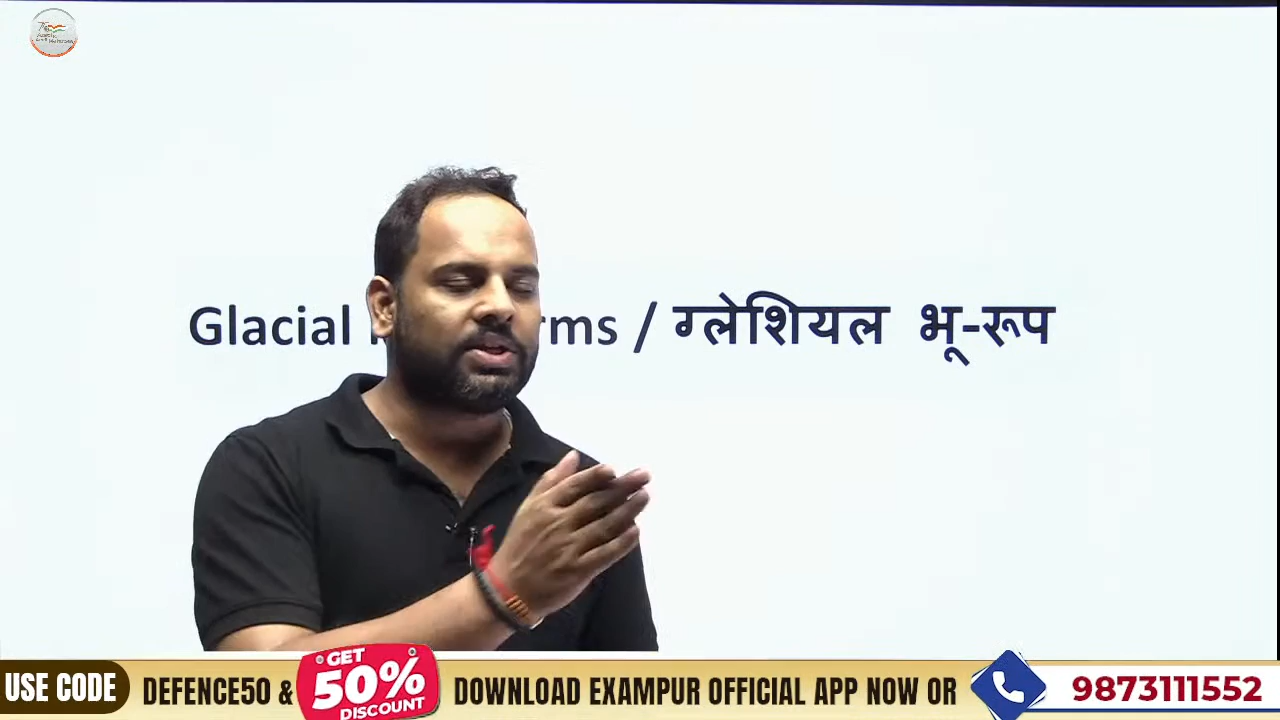 Glacial rms / ग्लेशियल भू-रूप
USE CODE DEFENCE50 & GET 50% DISCOUNT DOWNLOAD EXAMPUR OFFICIAL APP NOW OR 9873111552